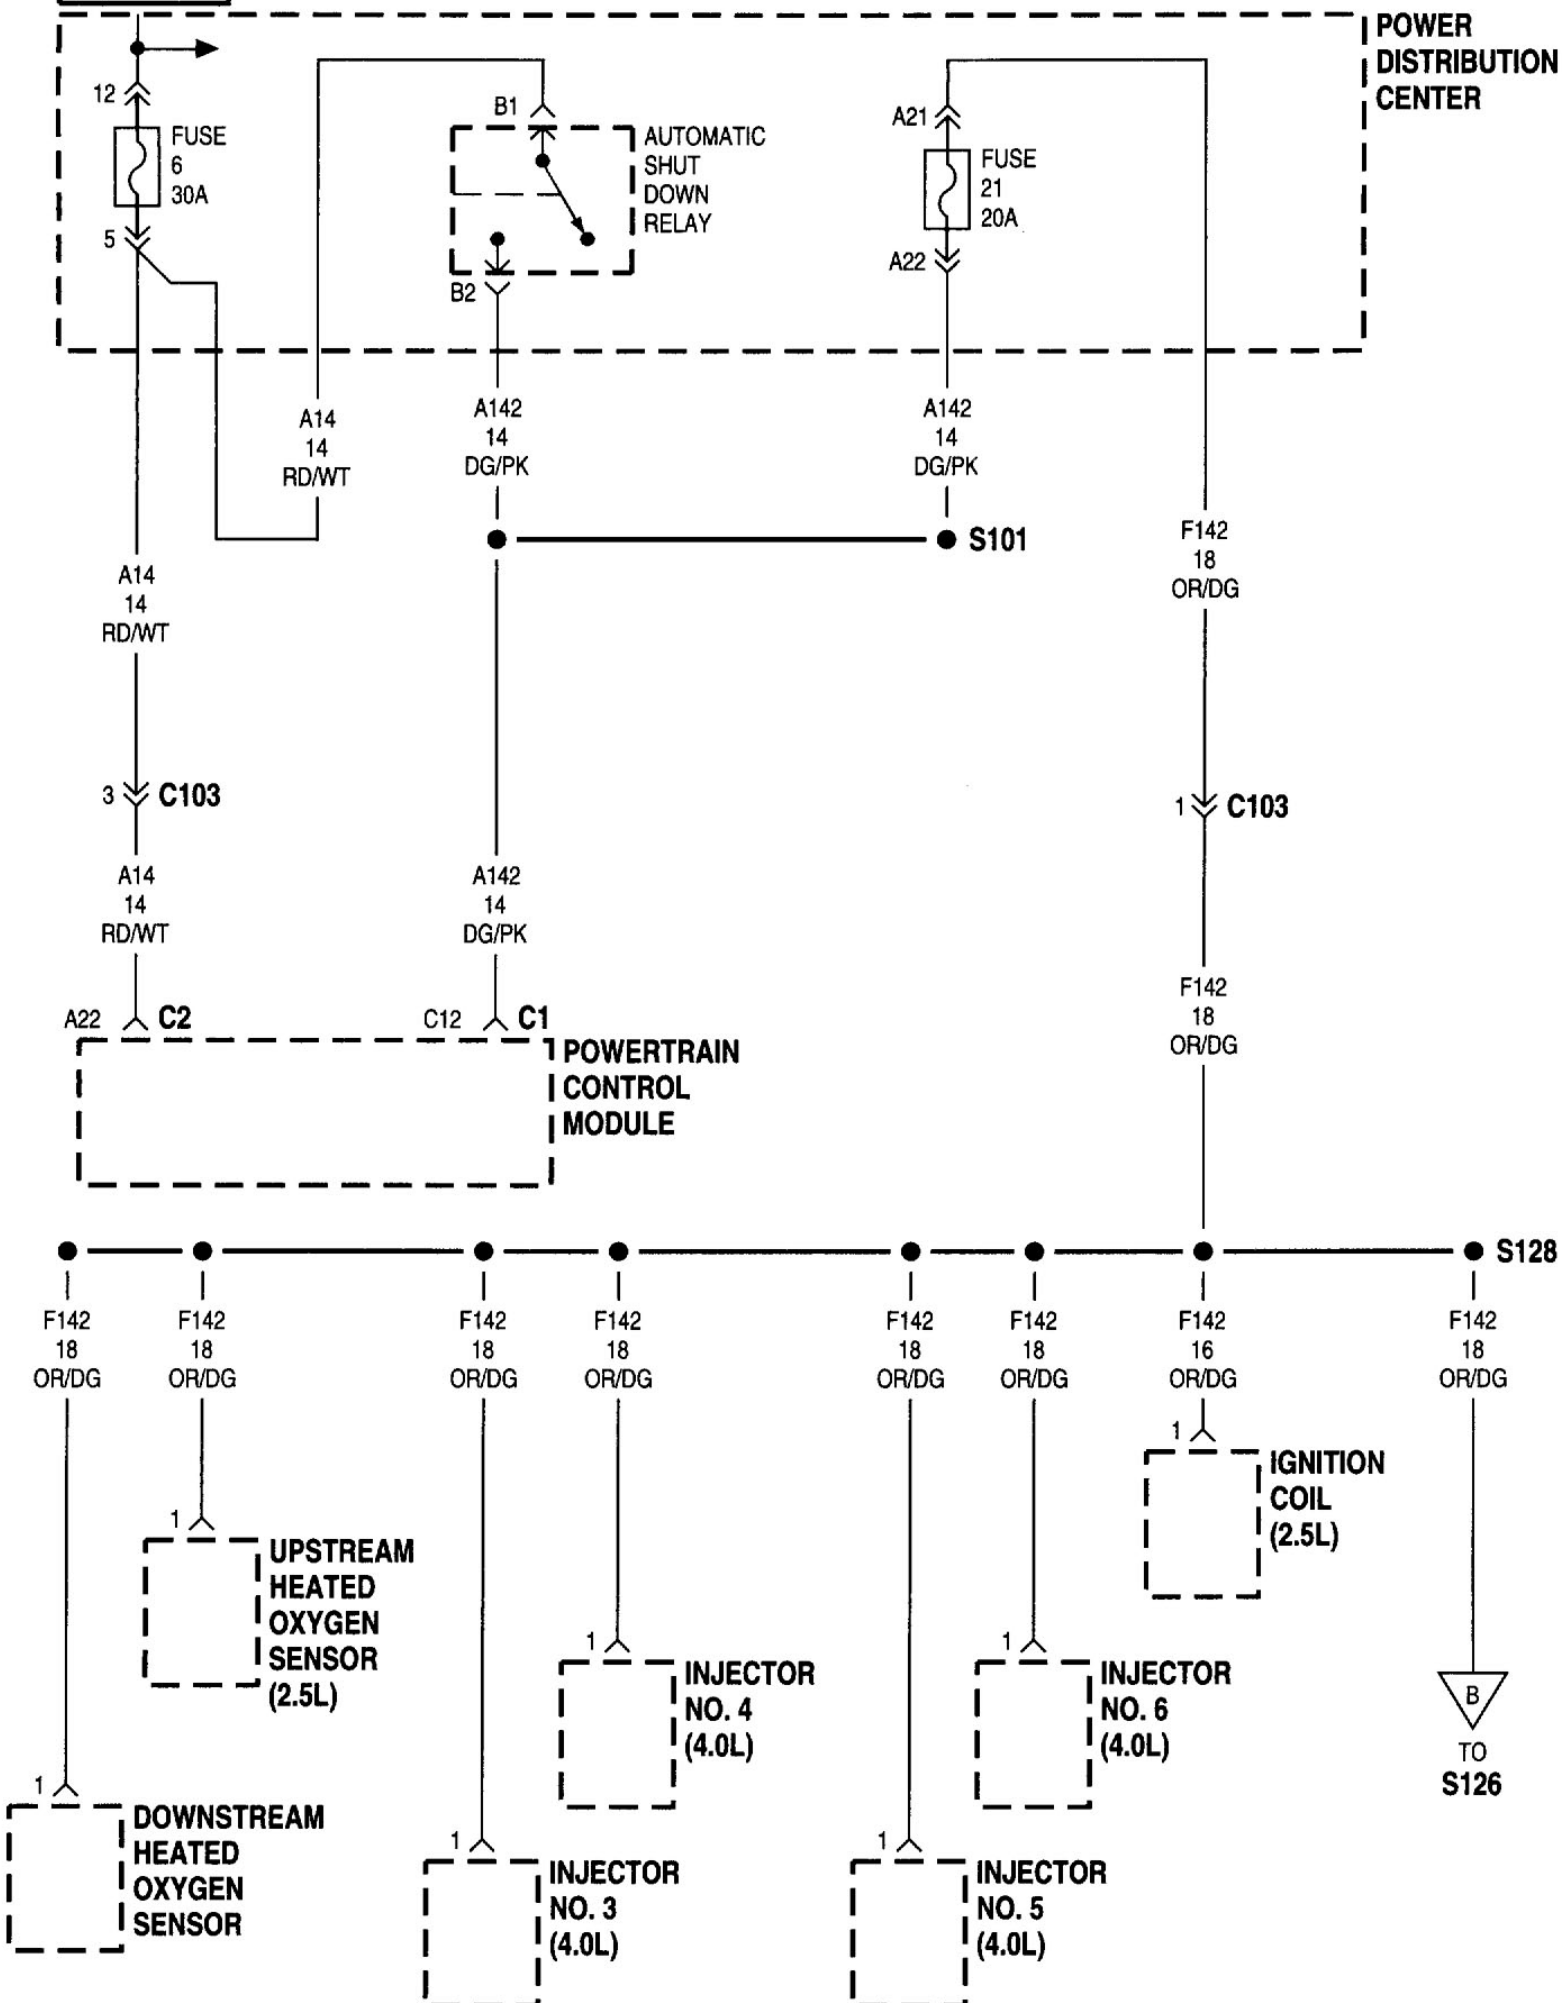 POWER
DISTRIBUTION
CENTER
12
FUSE
6
30A
5
B1
AUTOMATIC
SHUT
DOWN
RELAY
B2
A21
FUSE
21
20A
A22
A14
14
RD/WT
A142
14
DG/PK
A142
14
DG/PK
S101
F142
18
OR/DG
A14
14
RD/WT
3
C103
1
C103
A14
14
RD/WT
A142
14
DG/PK
F142
18
OR/DG
A22
C2
C12
C1
POWERTRAIN
CONTROL
MODULE
S128
F142
18
OR/DG
F142
18
OR/DG
F142
18
OR/DG
F142
18
OR/DG
F142
18
OR/DG
F142
18
OR/DG
F142
16
OR/DG
F142
18
OR/DG
1
IGNITION
COIL
(2.5L)
1
UPSTREAM
HEATED
OXYGEN
SENSOR
(2.5L)
1
INJECTOR
NO. 4
(4.0L)
1
INJECTOR
NO. 6
(4.0L)
B
TO
S126
1
DOWNSTREAM
HEATED
OXYGEN
SENSOR
1
INJECTOR
NO. 3
(4.0L)
1
INJECTOR
NO. 5
(4.0L)